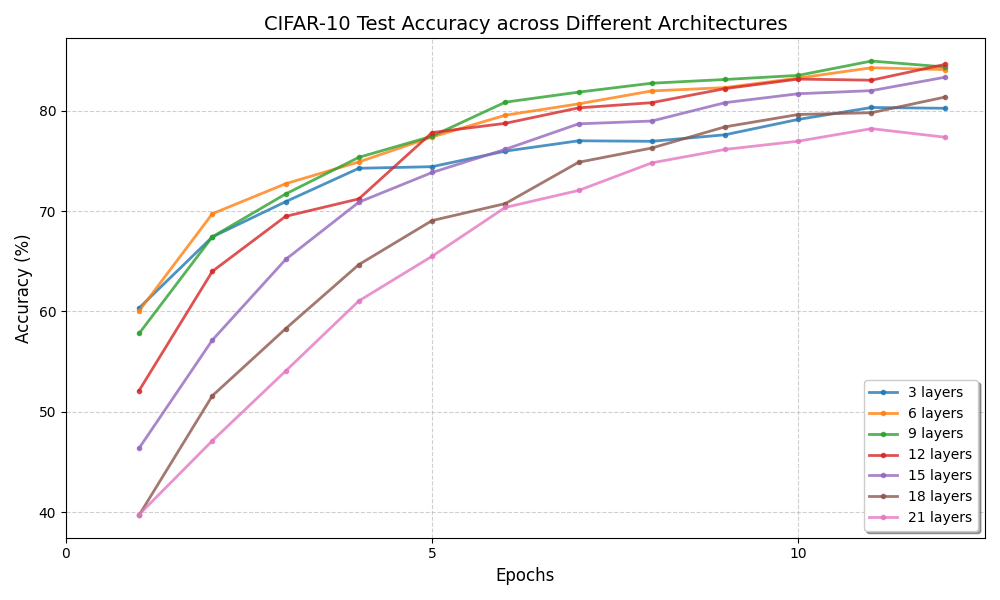 CIFAR-10 Test Accuracy across Different Architectures
Accuracy (%)
80
70
60
50
40
0
5
10
Epochs
3 layers
6 layers
9 layers
12 layers
15 layers
18 layers
21 layers